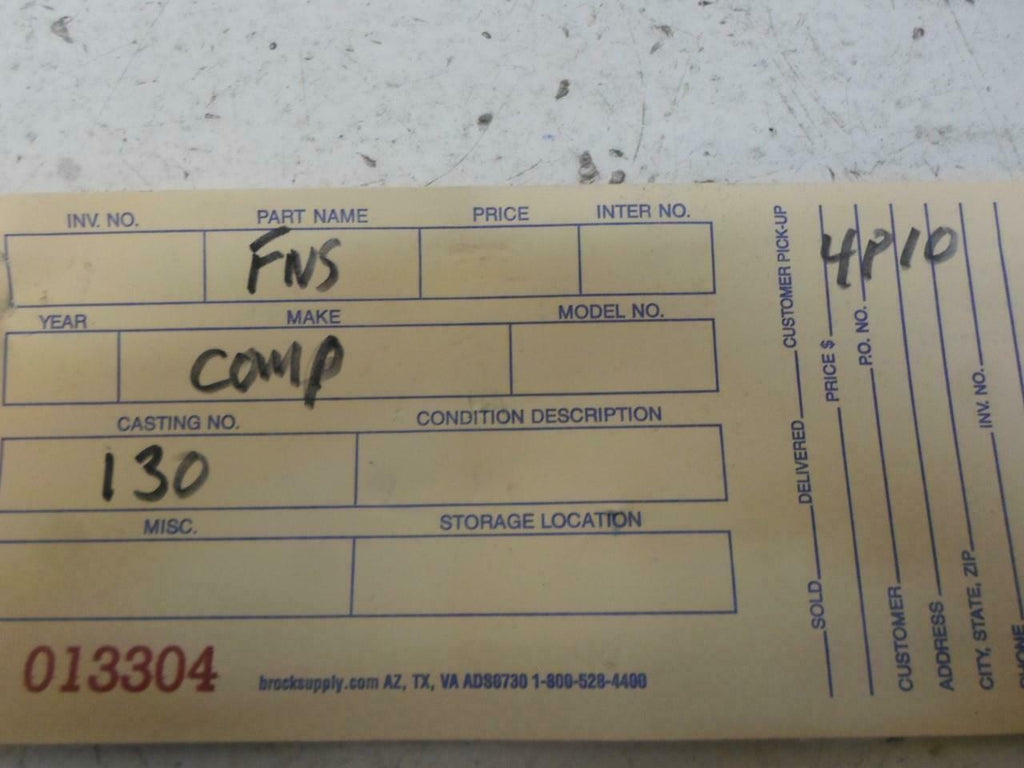 INV. NO. PART NAME PRICE INTER NO.
FNS
YEAR MAKE MODEL NO.
COMP
CASTING NO. CONDITION DESCRIPTION
130
MISC. STORAGE LOCATION
013304 brocksupply.com AZ, TX, VA ADS0730 1-800-528-4400
SOLD DELIVERED CUSTOMER PICK-UP
PRICE $
4P10
P.O. NO.
CUSTOMER
ADDRESS
CITY, STATE, ZIP INV. NO.
PHONE